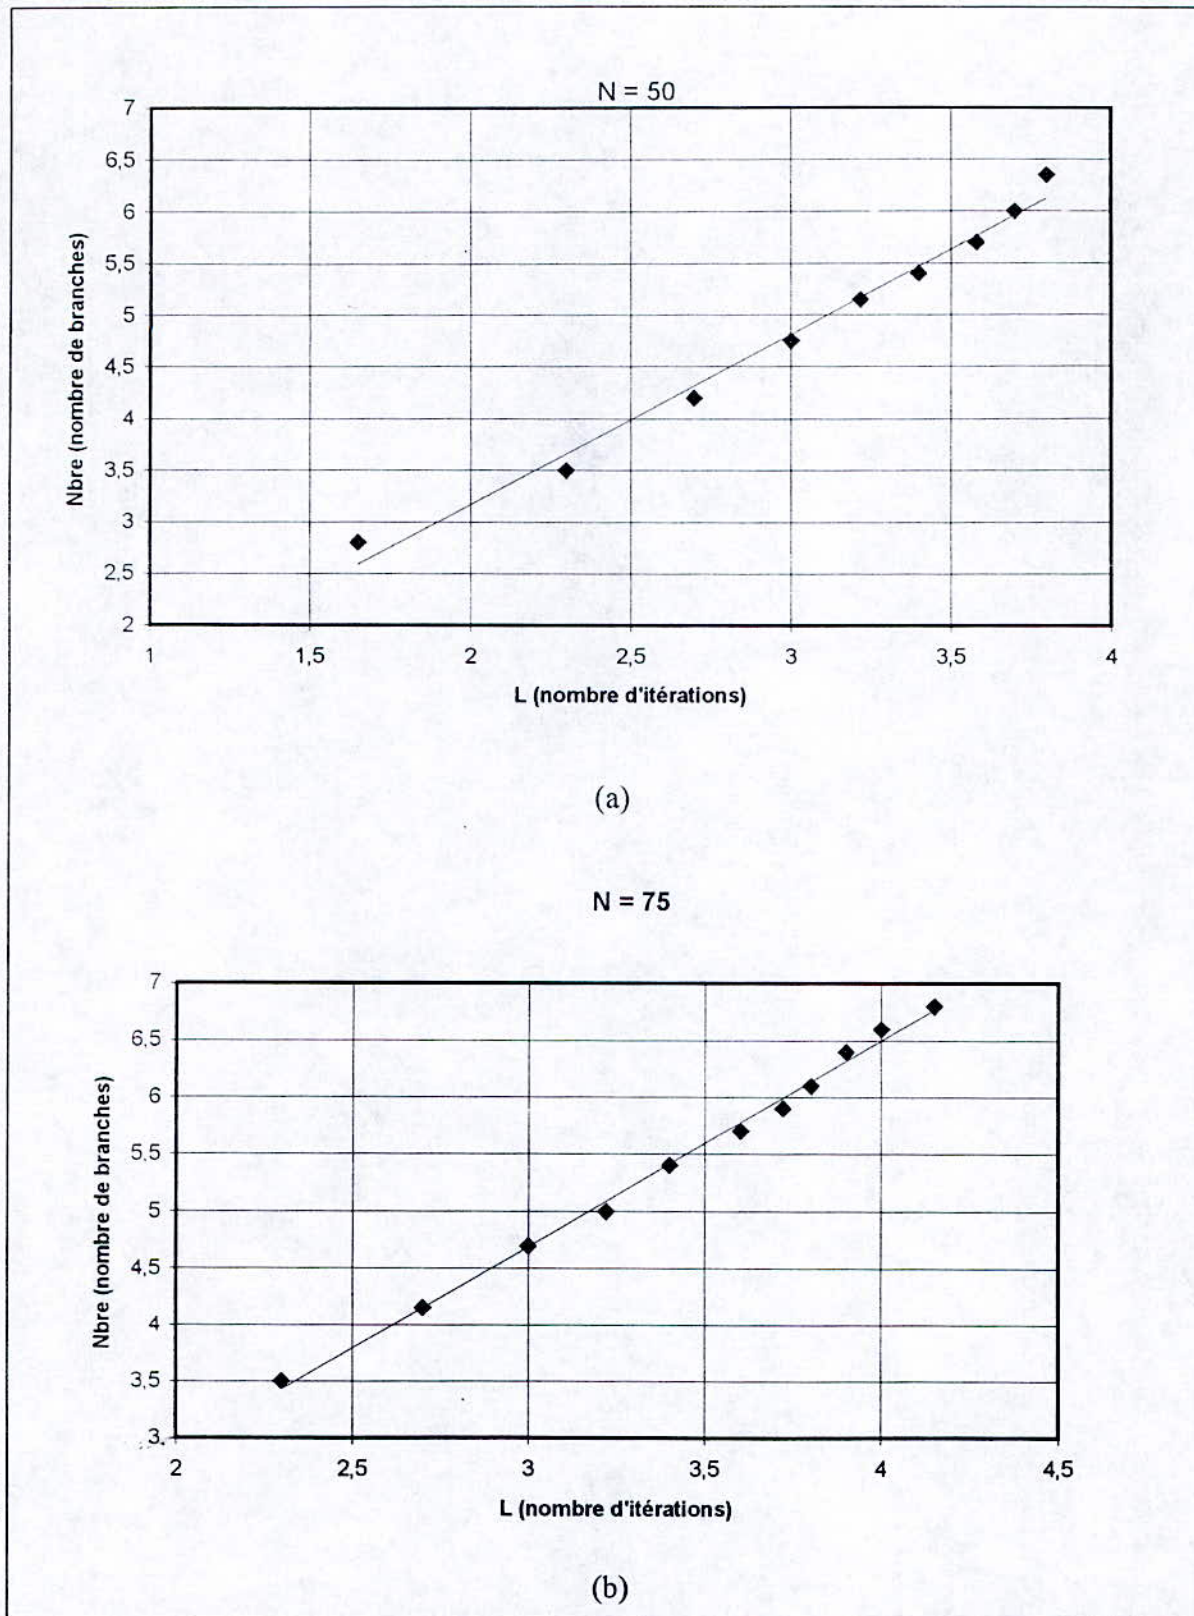 N = 50
7
6,5
6
5,5
5
4,5
4
3,5
3
2,5
2
Nbre (nombre de branches)
1 1,5 2 2,5 3 3,5 4
L (nombre d'itérations)
(a)
N = 75
7
6,5
6
5,5
5
4,5
4
3,5
3
Nbre (nombre de branches)
2 2,5 3 3,5 4 4,5
L (nombre d'itérations)
(b)